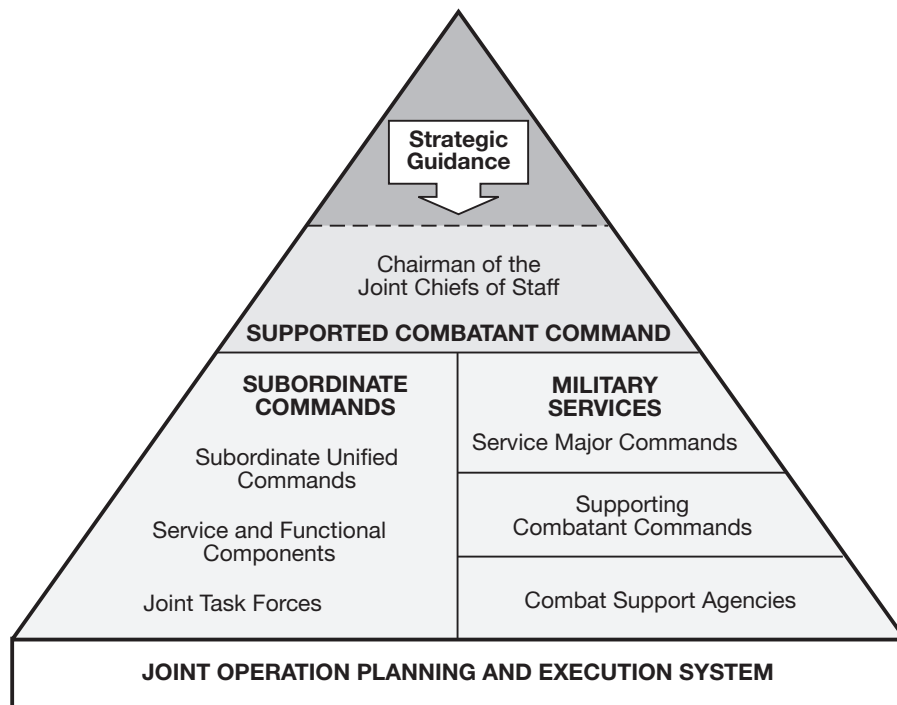 Strategic
Guidance
Chairman of the
Joint Chiefs of Staff
SUPPORTED COMBATANT COMMAND
SUBORDINATE
COMMANDS
Subordinate Unified
Commands
Service and Functional
Components
Joint Task Forces
MILITARY
SERVICES
Service Major Commands
Supporting
Combatant Commands
Combat Support Agencies
JOINT OPERATION PLANNING AND EXECUTION SYSTEM